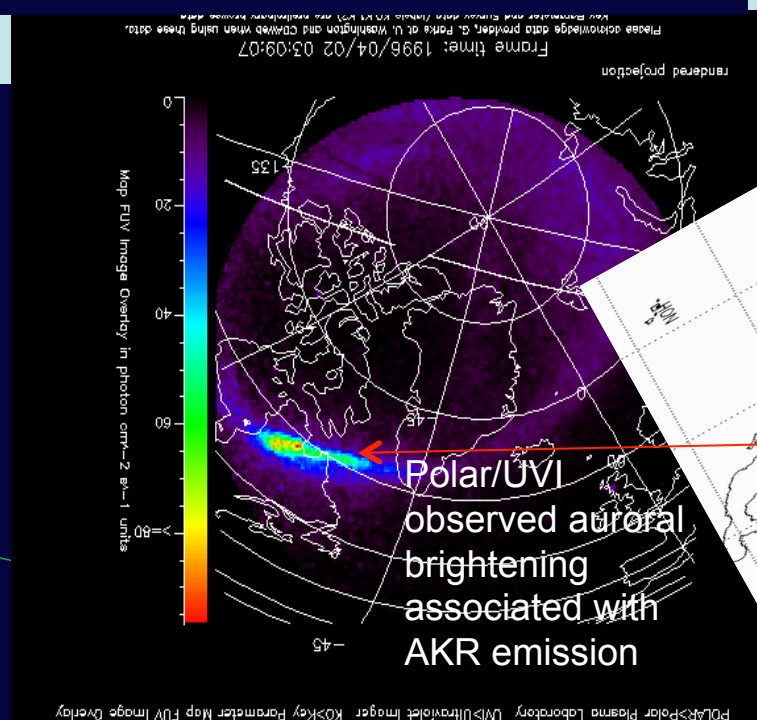 Key Parameter and Survey data (labels K0,K1,K2) are preliminary browse data.
Please acknowledge data provider, G. Parks at U. Washington and CDAWeb when using these data.
Frame time: 1996/04/02 03:09:07
rendered projection
0
20
40
60
>=80
Map FUV Image Overlay in photon cm^-2 s^-1 units
-135
-90
45
0
-45
Polar/UVI
observed auroral
brightening
associated with
AKR emission
POLAR>Polar Plasma Laboratory UVI>Ultraviolet Imager K0>Key Parameter Map FUV Image Overlay